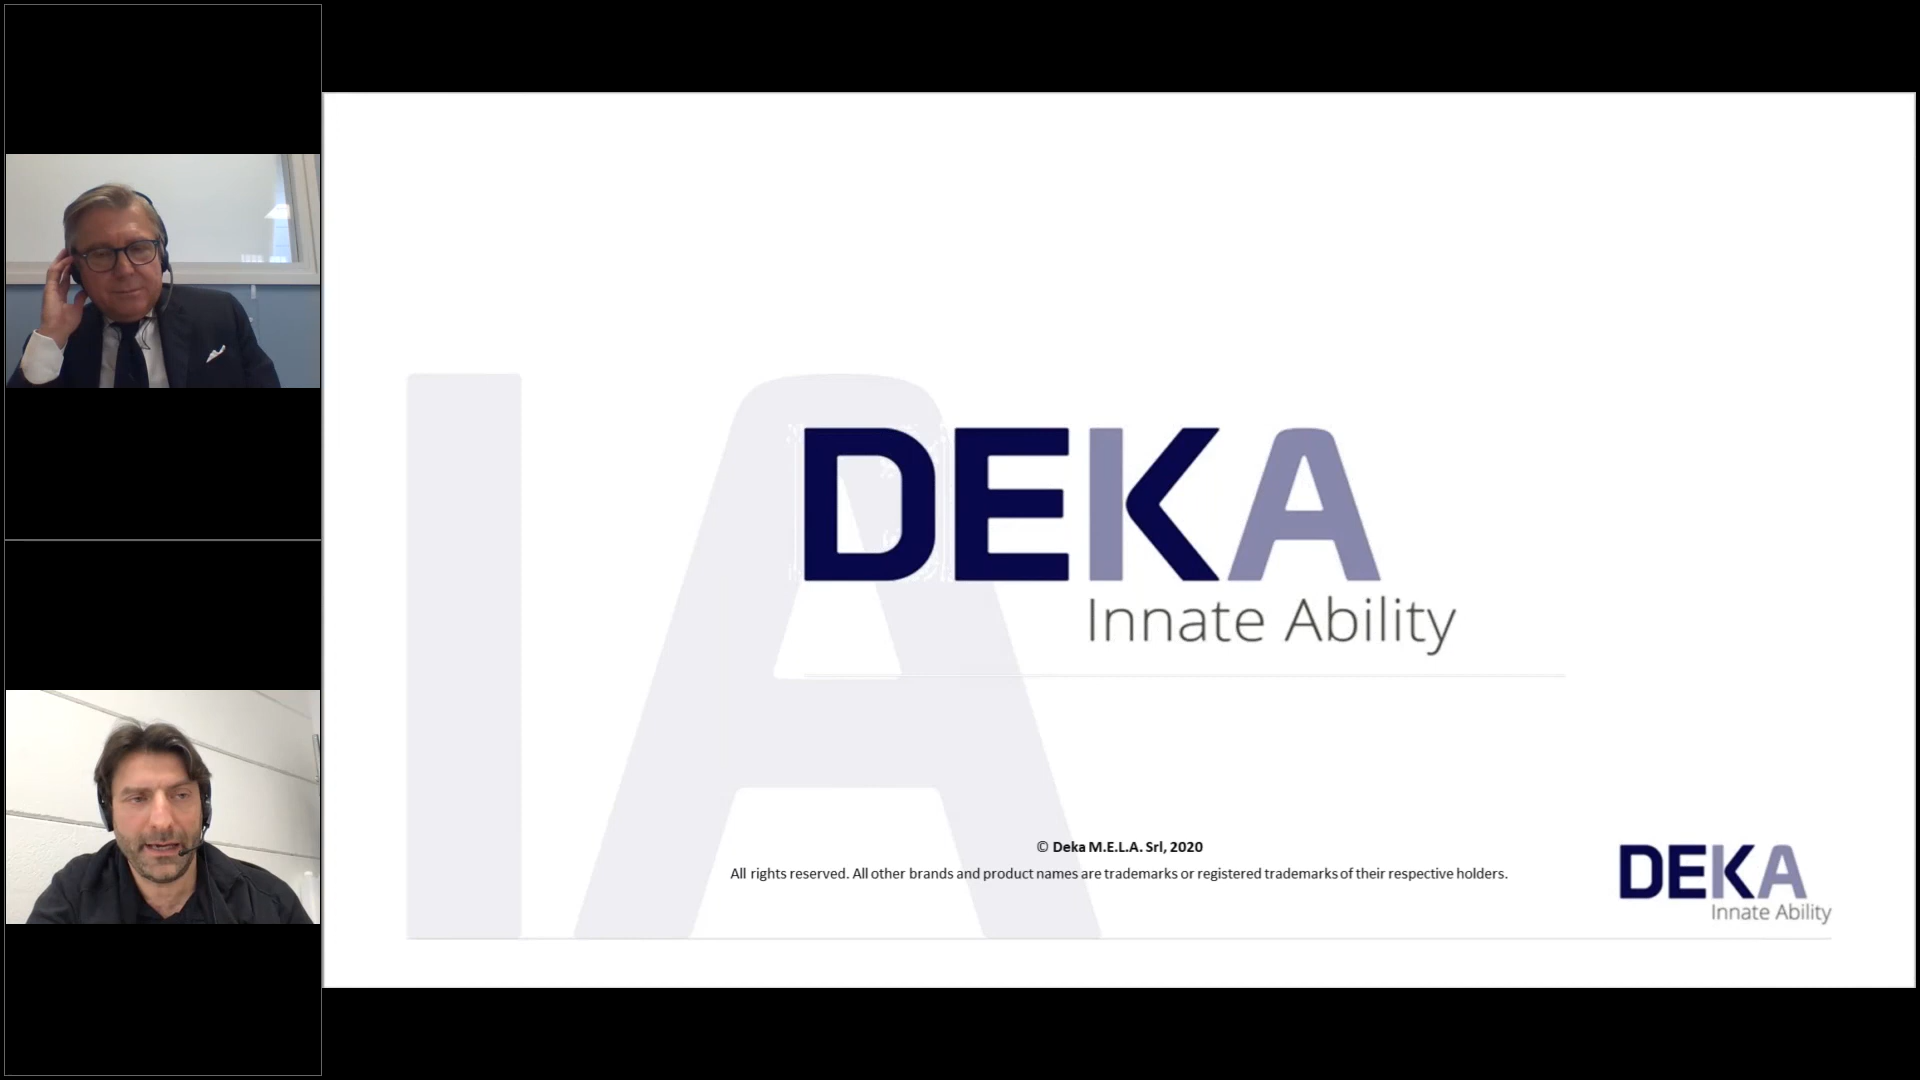 DEKA
Innate Ability
© Deka M.E.L.A. Srl, 2020
All rights reserved. All other brands and product names are trademarks or registered trademarks of their respective holders.
DEKA
Innate Ability
IA